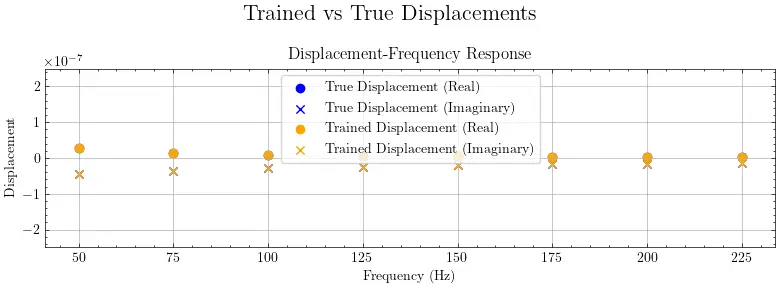 Trained vs True Displacements
Displacement-Frequency Response
×10⁻⁷
True Displacement (Real)
True Displacement (Imaginary)
Trained Displacement (Real)
Trained Displacement (Imaginary)
2
1
0
−1
−2
Displacement
50 75 100 125 150 175 200 225
Frequency (Hz)